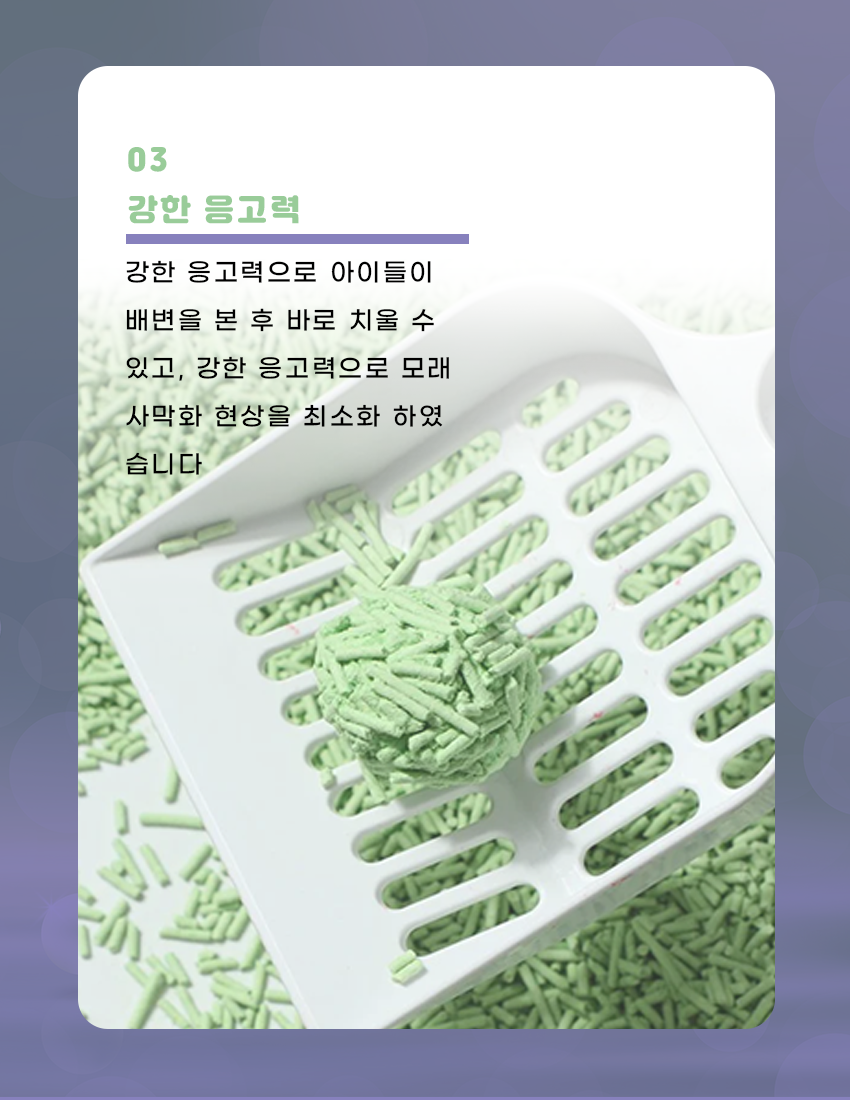 03
강한 응고력
강한 응고력으로 아이들이
배변을 본 후 바로 치울 수
있고, 강한 응고력으로 모래
사막화 현상을 최소화 하였
습니다